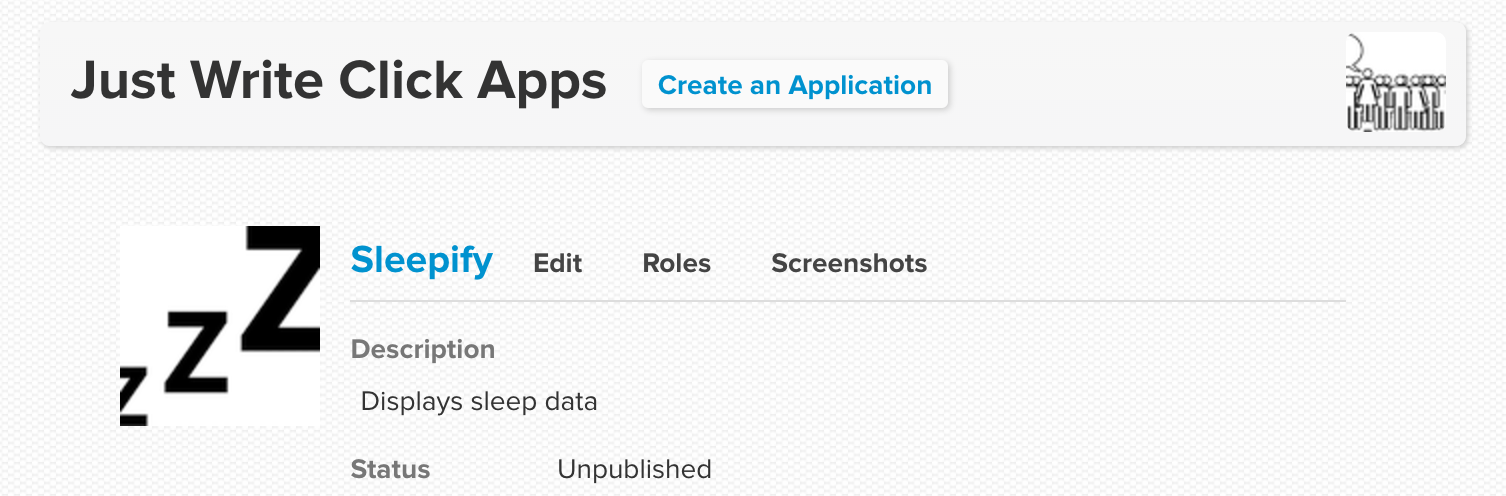 Just Write Click Apps Create an Application
Sleepify Edit Roles Screenshots
Description
Displays sleep data
Status Unpublished
z Z Z